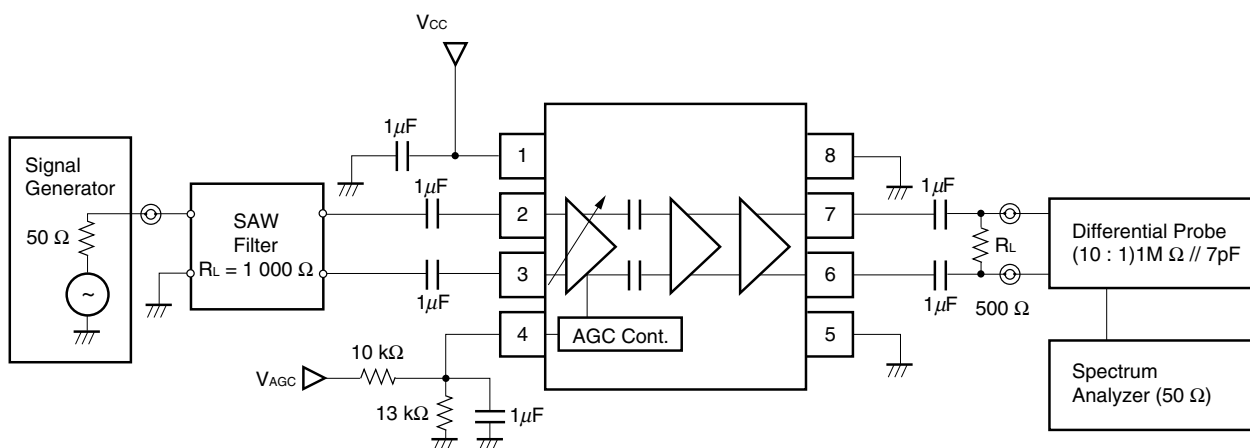 VCC
1μF
1
8
Signal
Generator
50 Ω
~
SAW
Filter
RL = 1 000 Ω
1μF
2
7
1μF
3
6
1μF
1μF
RL
500 Ω
Differential Probe
(10 : 1)1M Ω // 7pF
4
AGC Cont.
5
VAGC
10 kΩ
13 kΩ
1μF
Spectrum
Analyzer (50 Ω)